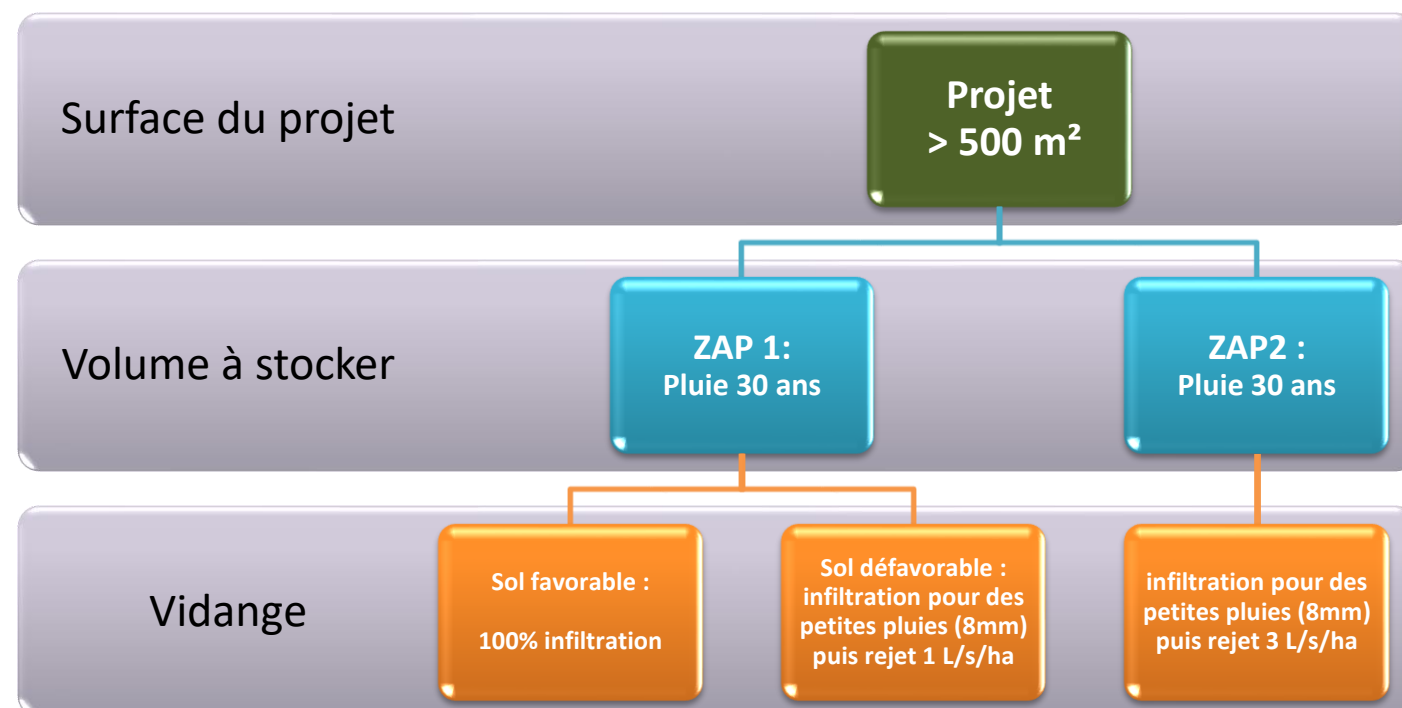 Surface du projet
Projet
> 500 m²
Volume à stocker
ZAP 1:
Pluie 30 ans
ZAP2 :
Pluie 30 ans
Vidange
Sol favorable :
100% infiltration
Sol défavorable :
infiltration pour des
petites pluies (8mm)
puis rejet 1 L/s/ha
infiltration pour des
petites pluies (8mm)
puis rejet 3 L/s/ha